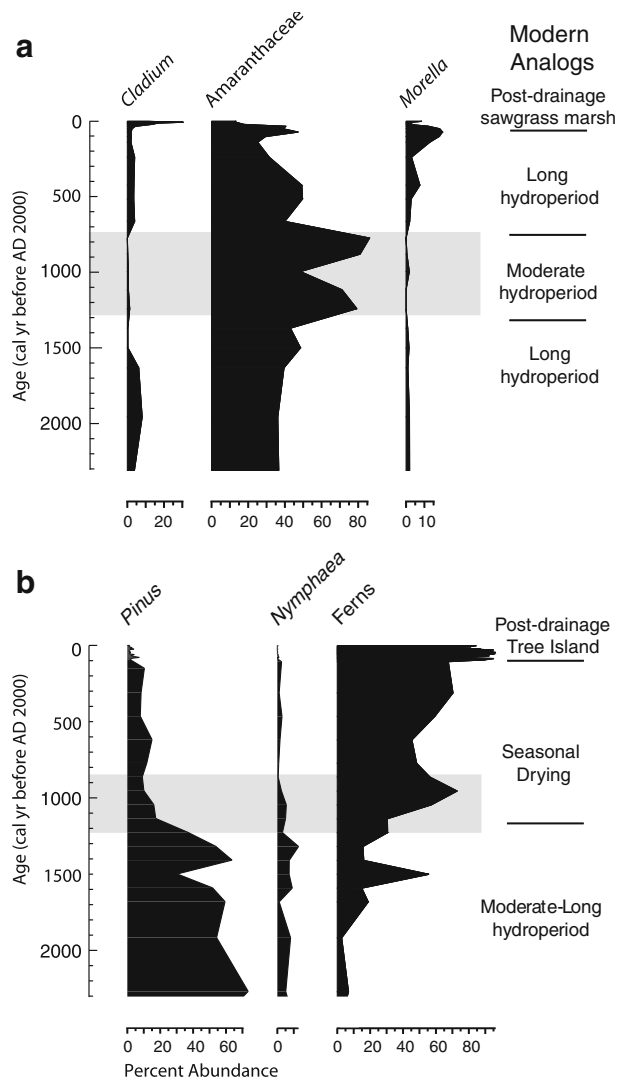 a
Cladium
Amaranthaceae
Morella
Modern
Analogs
Post-drainage
sawgrass marsh
Long
hydroperiod
Moderate
hydroperiod
Long
hydroperiod
Age (cal yr before AD 2000)
0
500
1000
1500
2000
0 20
0 20 40 60 80
0 10
b
Pinus
Nymphaea
Ferns
Post-drainage
Tree Island
Seasonal
Drying
Moderate-Long
hydroperiod
Age (cal yr before AD 2000)
0
500
1000
1500
2000
0 20 40 60
0
0 20 40 60 80
Percent Abundance